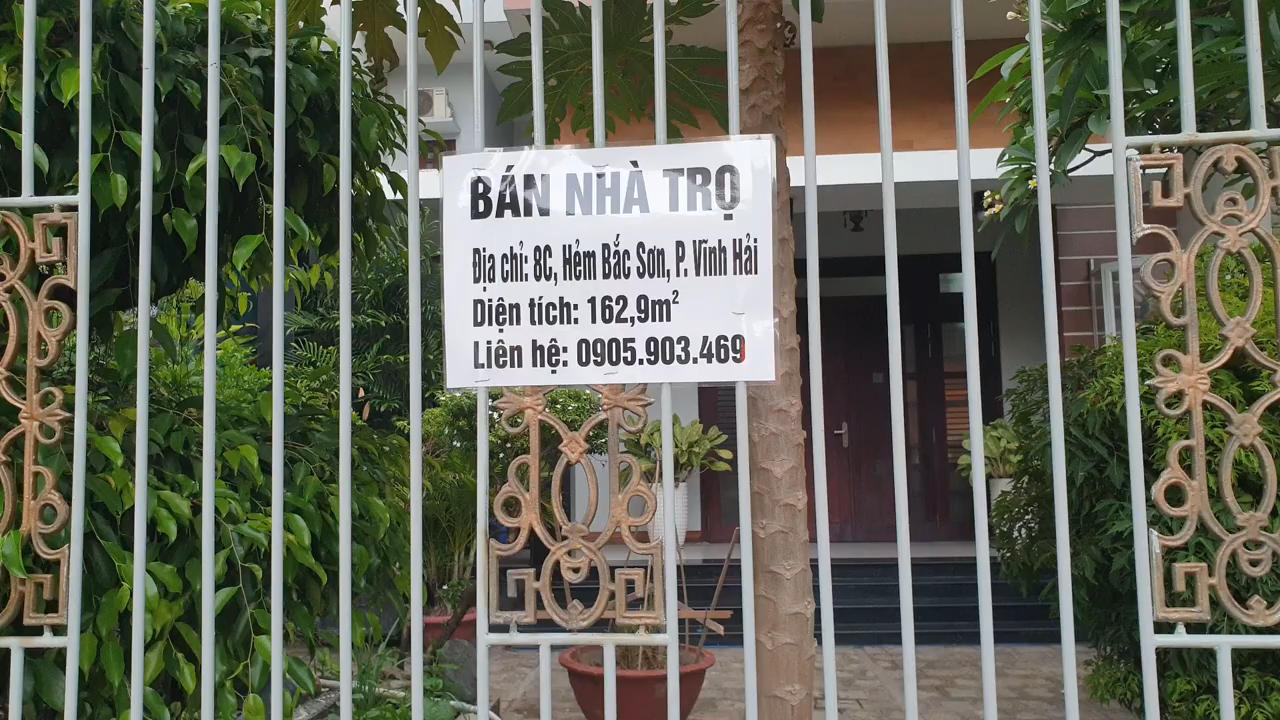 BÁN NHÀ TRỌ
Địa chỉ: 8C, Hẻm Bắc Sơn, P. Vĩnh Hải
Diện tích: 162,9m²
Liên hệ: 0905.903.469